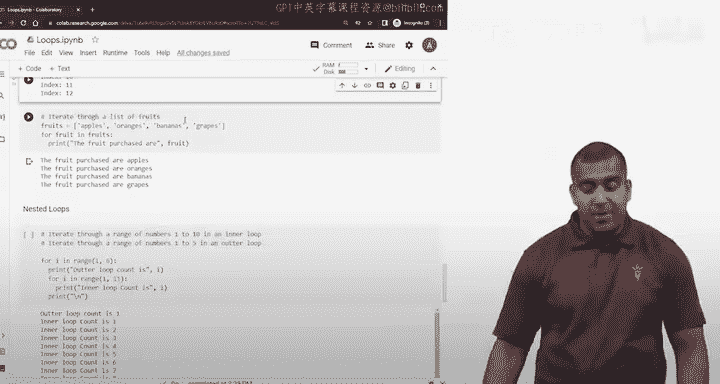 GPT中英字幕课程资源@bilibili.com
Loops.ipynb - Colaboratory
Incognito
Loops.ipynb
File Edit View Insert Runtime Tools Help All changes saved
Comment Share A
+ Code + Text
RAM
Disk
Editing
Index: 11
Index: 12
# Iterate throgh a list of fruits
fruits = ['apples', 'oranges', 'bananas', 'grapes']
for fruit in fruits:
print("The fruit purchased are", fruit)
The fruit purchased are apples
The fruit purchased are oranges
The fruit purchased are bananas
The fruit purchased are grapes
Nested Loops
[ ] # Iterate through a range of numbers 1 to 10 in an inner loop
# Iterate through a range of numbers 1 to 5 in an outter loop
for i in range(1, 6):
print("Outter loop count is", i)
for i in range(1, 11):
print("Inner loop Count is", i)
print("\n")
Outter loop count is 1
Inner loop Count is 1
Inner loop Count is 2
Inner loop Count is 3
Inner loop Count is 4
Inner loop Count is 5
Inner loop Count is 6
Inner loop Count is 7